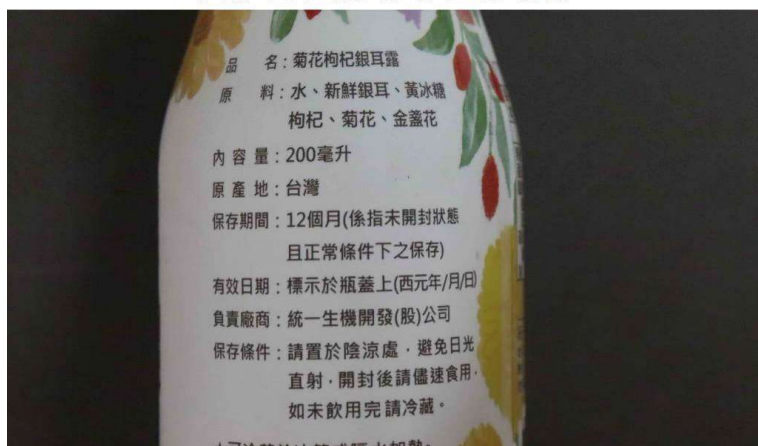 品名：菊花枸杞銀耳露
原料：水、新鮮銀耳、黃冰糖
枸杞、菊花、金盞花
內容量：200毫升
原產地：台灣
保存期間：12個月(係指未開封狀態
且正常條件下之保存)
有效日期：標示於瓶蓋上(西元年/月/日)
負責廠商：統一生機開發(股)公司
保存條件：請置於陰涼處，避免日光
直射，開封後請儘速食用，
如未飲用完請冷藏。